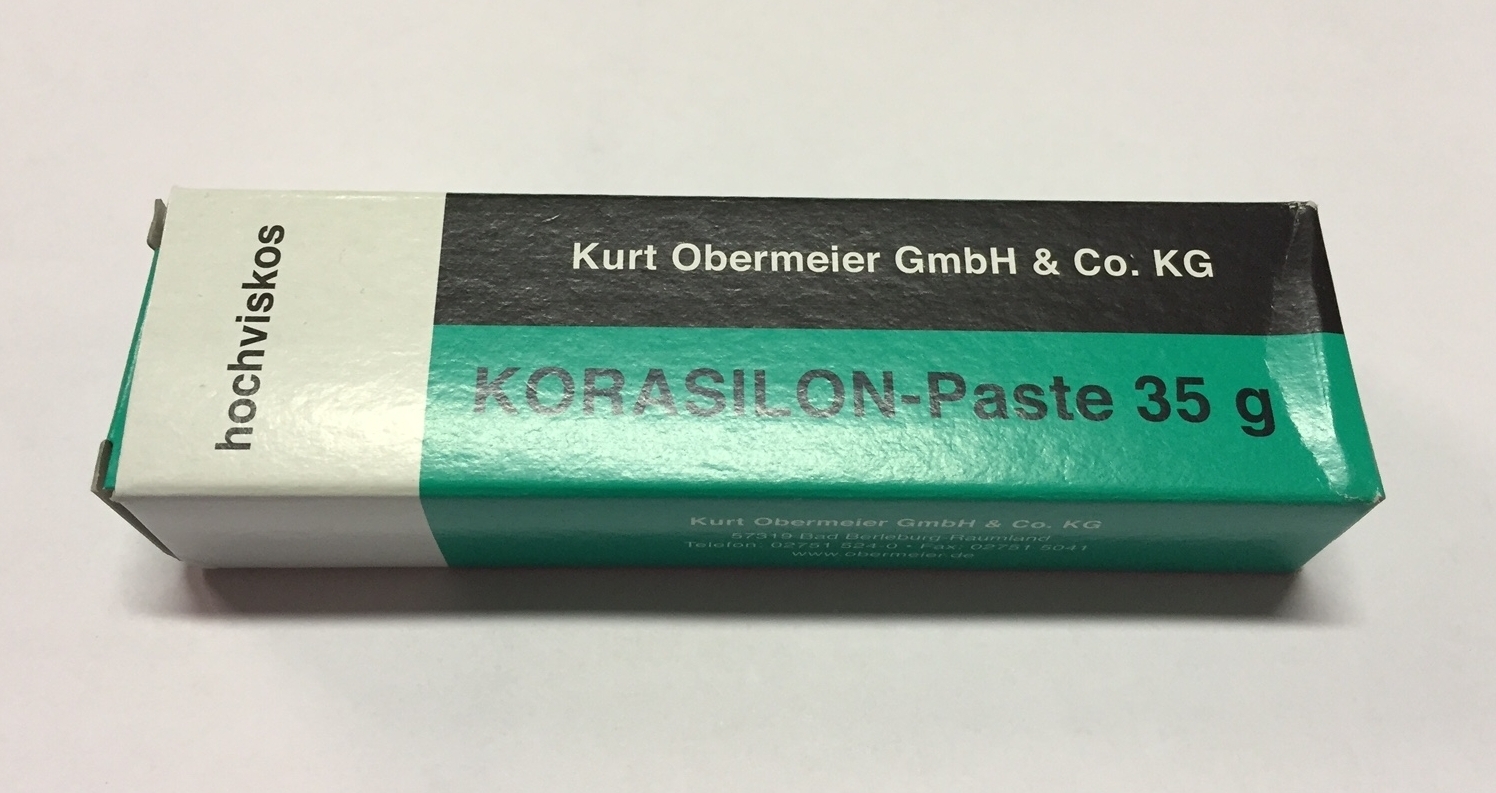 hochviskos
Kurt Obermeier GmbH & Co. KG
KORASILON-Paste 35 g
Kurt Obermeier GmbH & Co. KG
57319 Bad Berleburg-Raumland
Telefon: 02751 524-0 • Fax: 02751 5041
www.obermeier.de